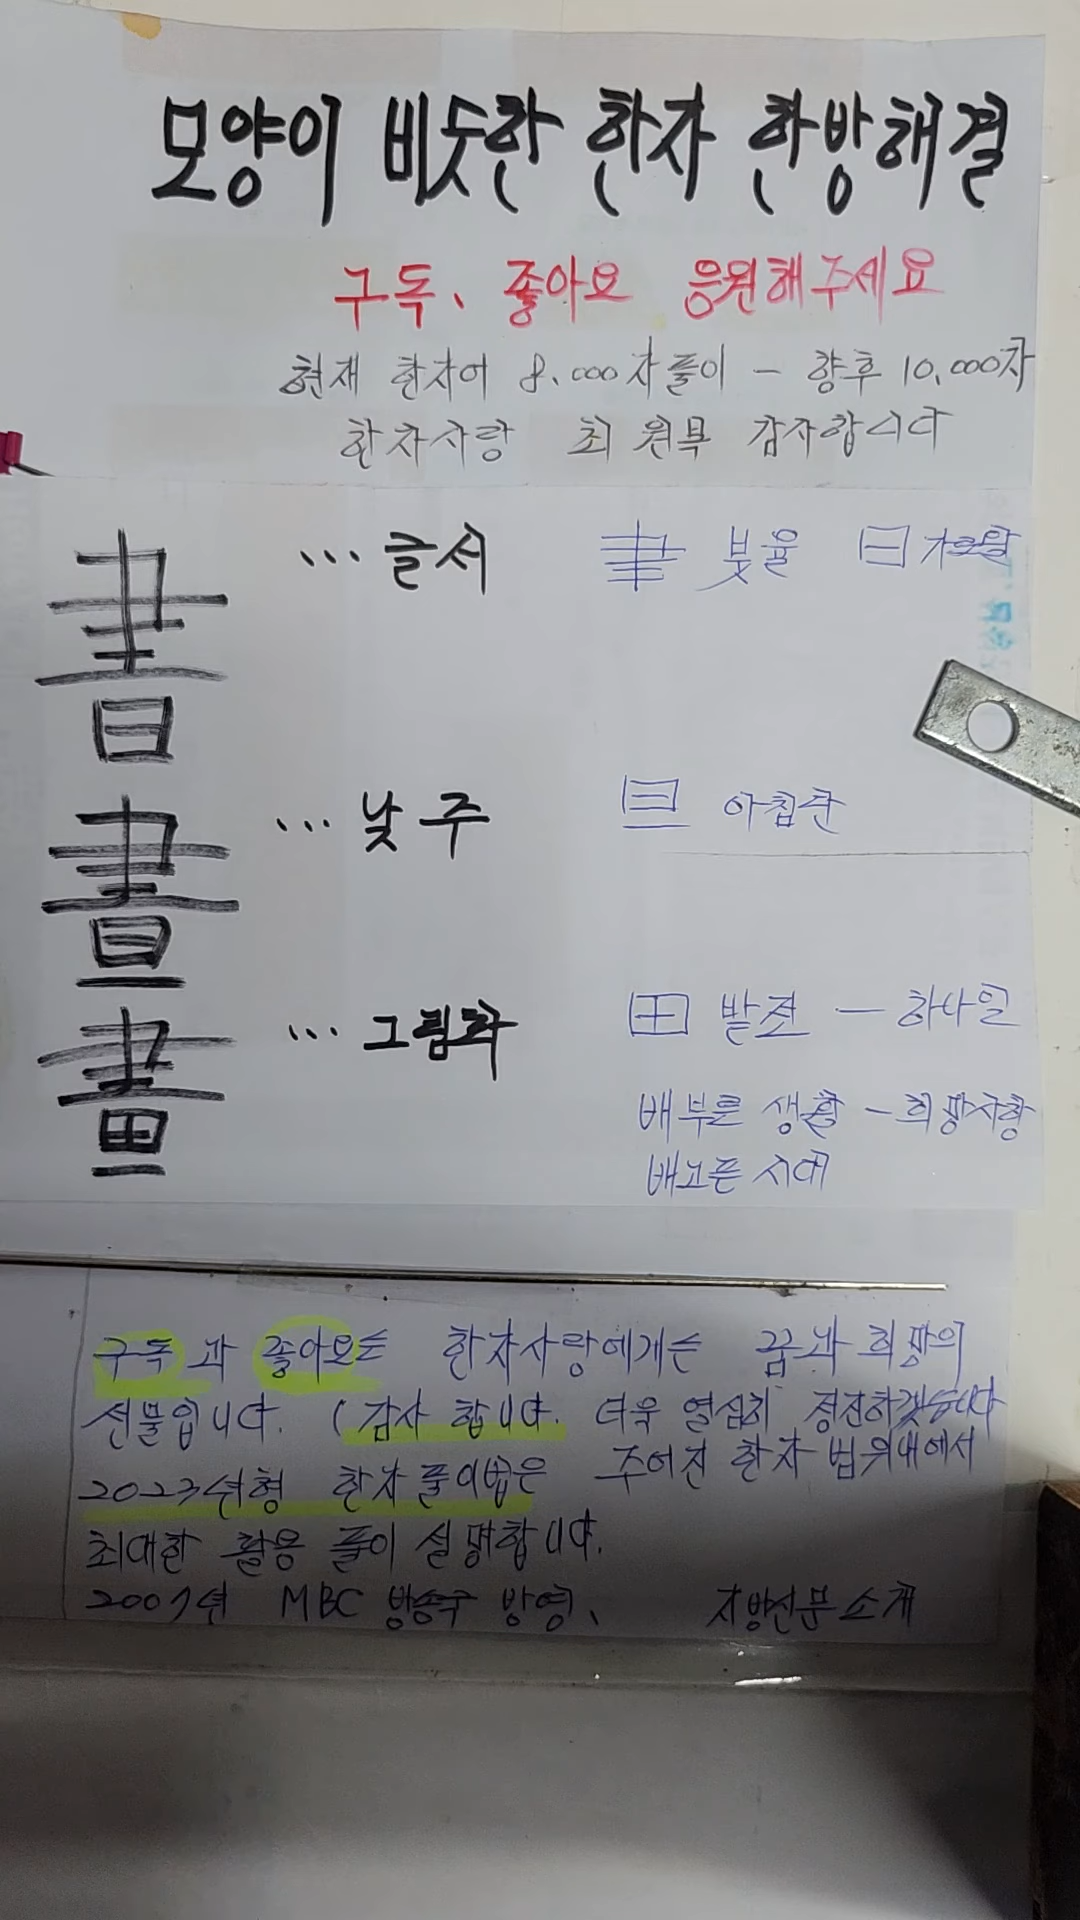 모양이 비슷한 한자 한방해결
구독、좋아요 응원해주세요
현재 한자어 8.000자풀이 - 향후 10.000자
한자사랑 최원복 감사합니다
書 ... 글서 聿 붓율 曰 가로왈
晝 ... 낮주 旦 아침단
畫 ... 그림화 田 밭전 一 하나일
배부른 생활 - 희망사항
배고픈 시대
구독과 좋아요는 한자사랑에게는 꿈과 희망의
선물입니다. (감사 합니다. 더욱 열심히 정진하겠습니다
2023년형 한자풀이법은 주어진 한자 범위내에서
최대한 활용 풀이 설명합니다.
2007년 MBC 방송국 방영、 지방신문소개